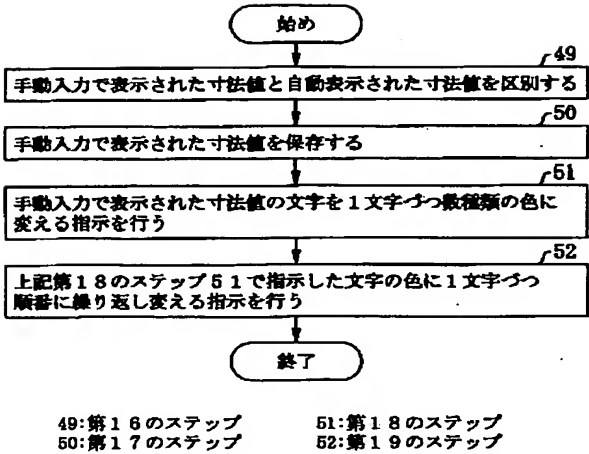 始め
49
手動入力で表示された寸法値と自動表示された寸法値を区別する
50
手動入力で表示された寸法値を保存する
51
手動入力で表示された寸法値の文字を１文字づつ数種類の色に
変える指示を行う
52
上記第１８のステップ５１で指示した文字の色に１文字づつ
順番に繰り返し変える指示を行う
終了
49:第１６のステップ 51:第１８のステップ
50:第１７のステップ 52:第１９のステップ